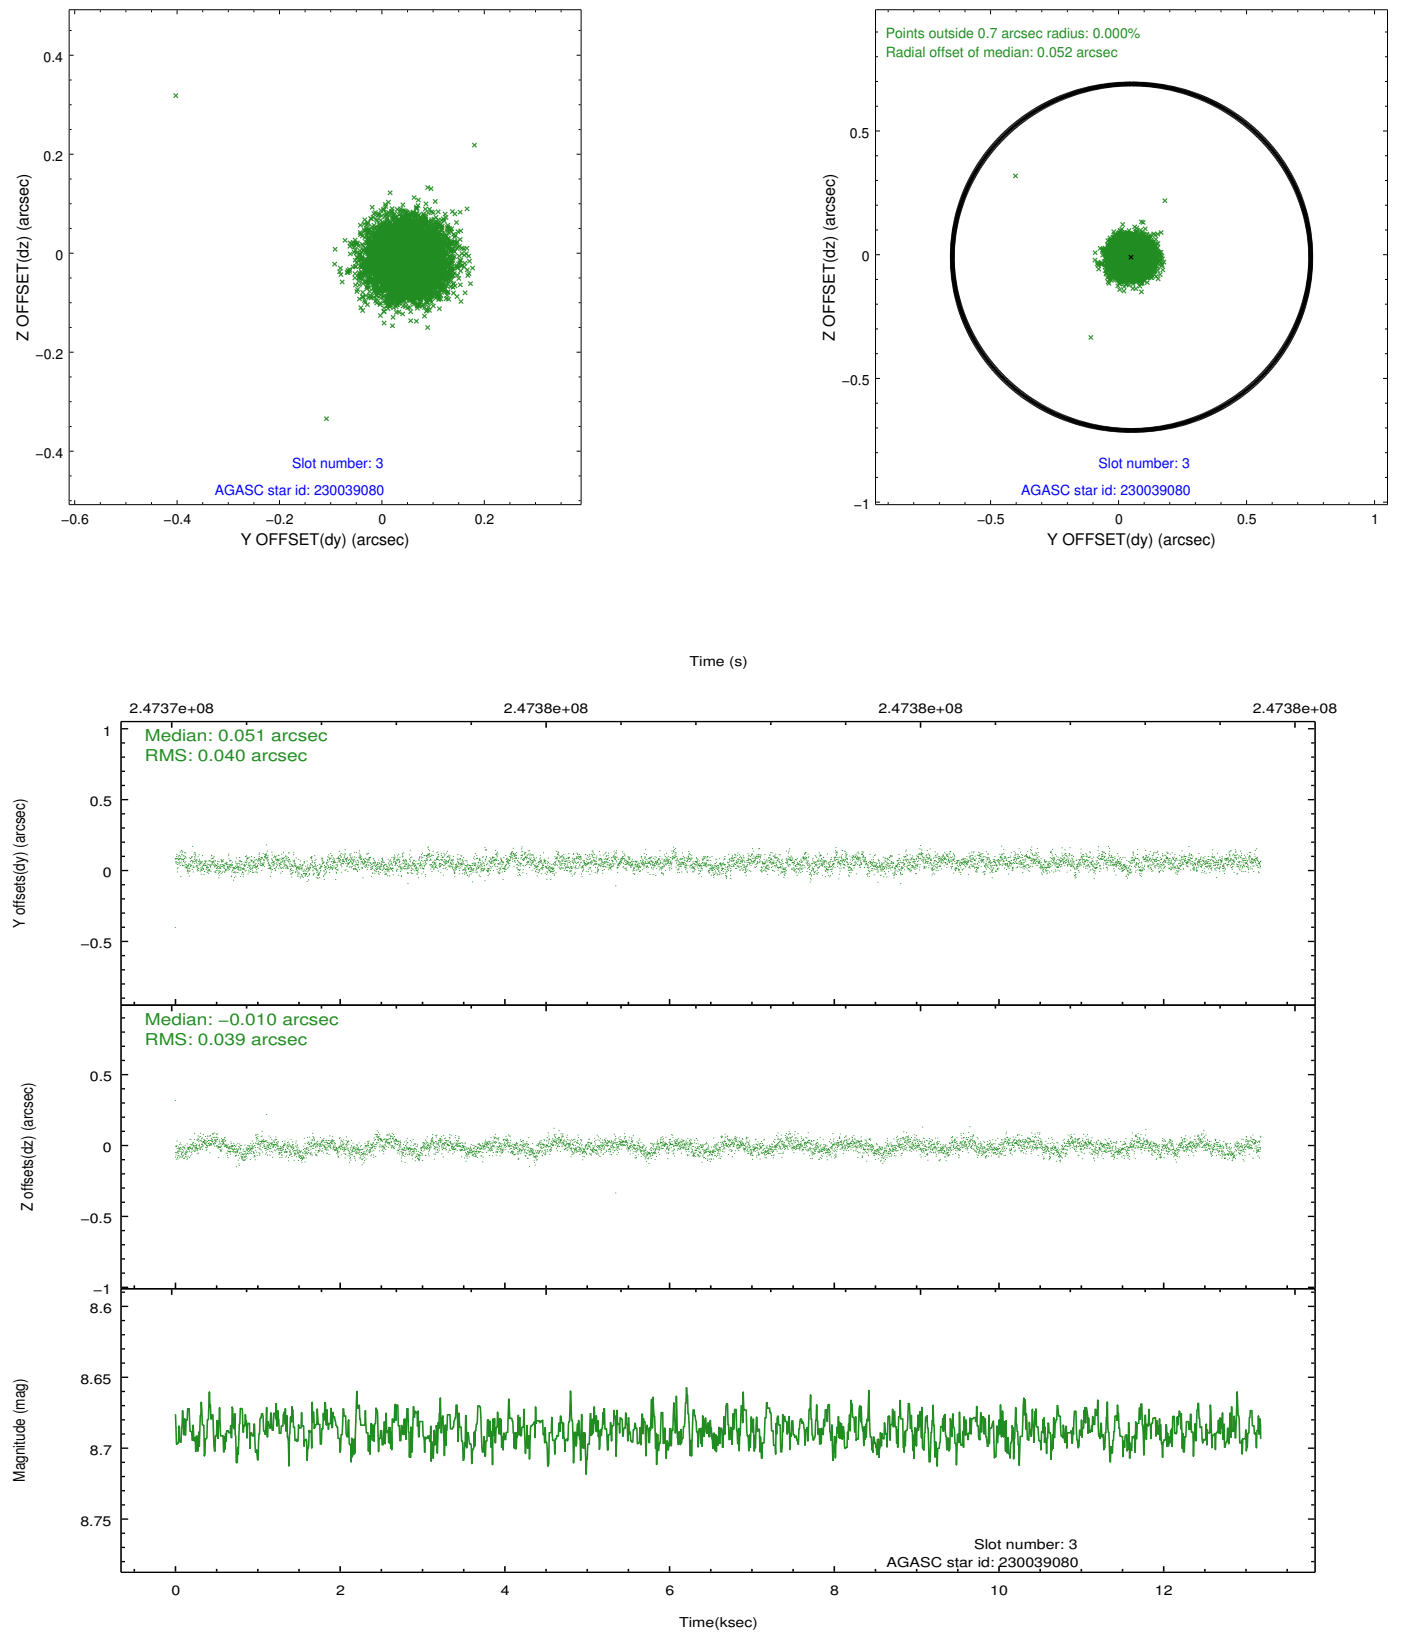 0.4
0.2
0
−0.2
−0.4
Z OFFSET(dz) (arcsec)
Slot number: 3
AGASC star id: 230039080
−0.6
−0.4
−0.2
0
0.2
Y OFFSET(dy) (arcsec)
Points outside 0.7 arcsec radius: 0.000%
Radial offset of median: 0.052 arcsec
0.5
0
−0.5
−1
Z OFFSET(dz) (arcsec)
Slot number: 3
AGASC star id: 230039080
−0.5
0
0.5
1
Y OFFSET(dy) (arcsec)
Time (s)
2.4737e+08
2.4738e+08
2.4738e+08
2.4738e+08
Median: 0.051 arcsec
RMS: 0.040 arcsec
1
0.5
0
−0.5
Y offsets(dy) (arcsec)
Median: −0.010 arcsec
RMS: 0.039 arcsec
0.5
0
−0.5
−1
Z offsets(dz) (arcsec)
8.6
8.65
8.7
8.75
Magnitude (mag)
Slot number: 3
AGASC star id: 230039080
0
2
4
6
8
10
12
Time(ksec)